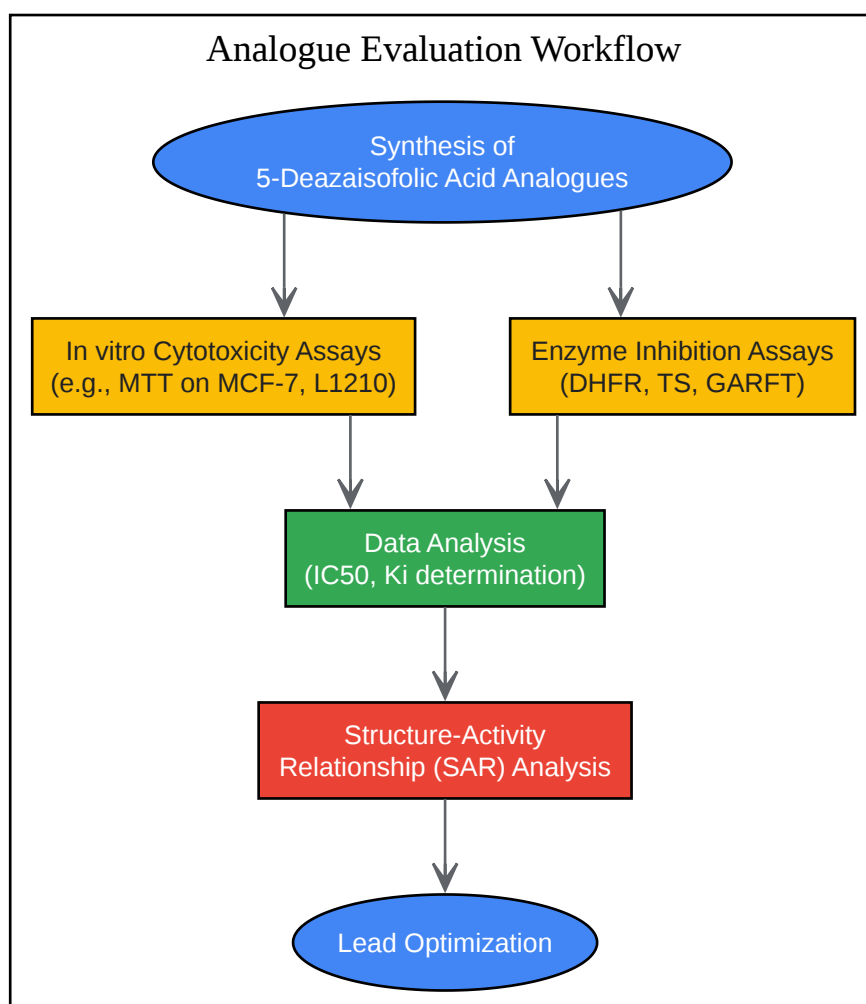 Analogue Evaluation Workflow
Synthesis of
5-Deazaisofolic Acid Analogues
In vitro Cytotoxicity Assays
(e.g., MTT on MCF-7, L1210)
Enzyme Inhibition Assays
(DHFR, TS, GARFT)
Data Analysis
(IC50, Ki determination)
Structure-Activity
Relationship (SAR) Analysis
Lead Optimization